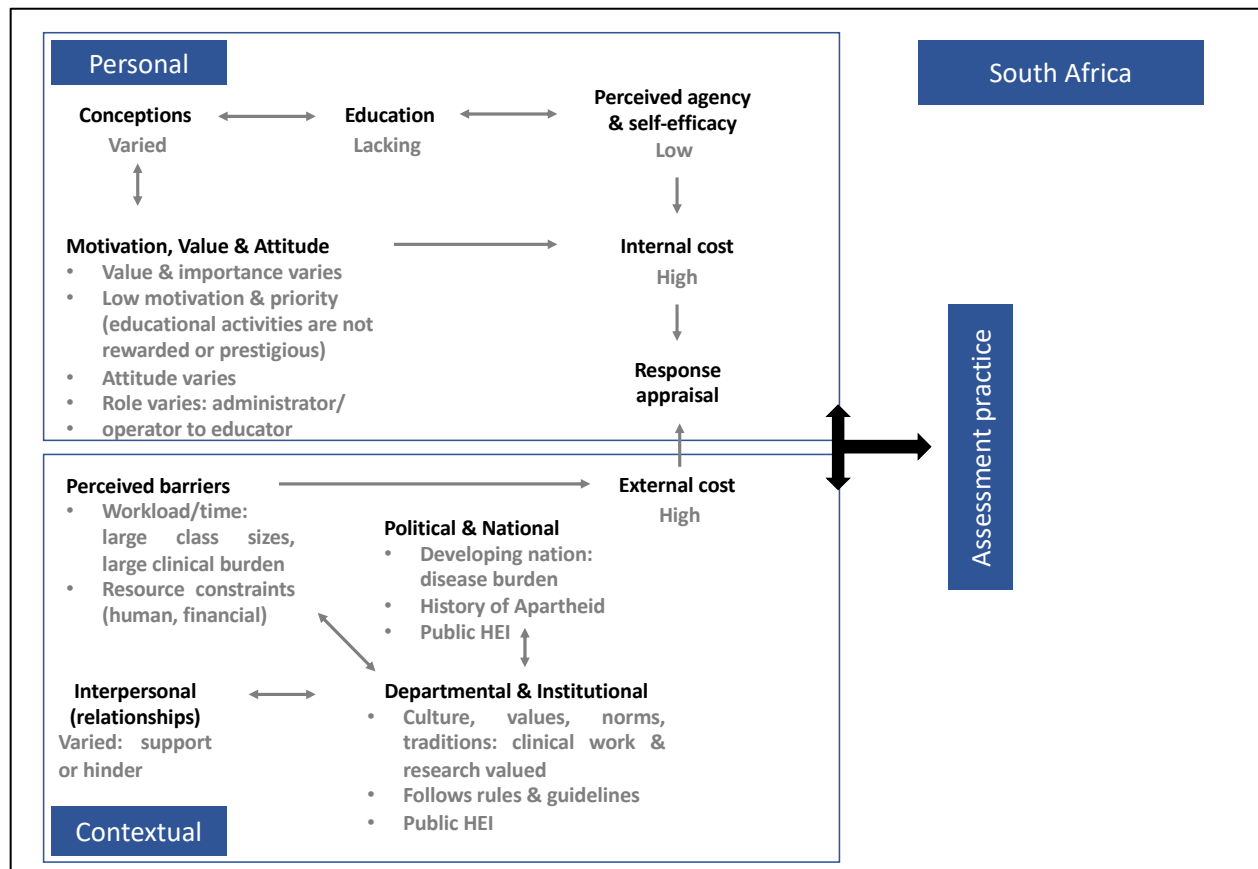 Personal
South Africa
Conceptions
Varied
Education
Lacking
Perceived agency
& self-efficacy
Low
Motivation, Value & Attitude
• Value & importance varies
• Low motivation & priority
(educational activities are not
rewarded or prestigious)
• Attitude varies
• Role varies: administrator/
• operator to educator
Internal cost
High
Response
appraisal
Assessment practice
Perceived barriers
• Workload/time:
large class sizes,
large clinical burden
• Resource constraints
(human, financial)
External cost
High
Political & National
• Developing nation:
disease burden
• History of Apartheid
• Public HEI
Interpersonal
(relationships)
Varied: support
or hinder
Departmental & Institutional
• Culture, values, norms,
traditions: clinical work &
research valued
• Follows rules & guidelines
• Public HEI
Contextual